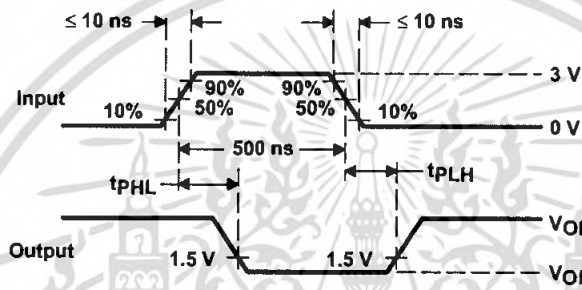 ≤ 10 ns ≤ 10 ns
90% 90% 3 V
Input 50% 50%
10% 10% 0 V
500 ns
tPHL tPLH
Output 1.5 V 1.5 V